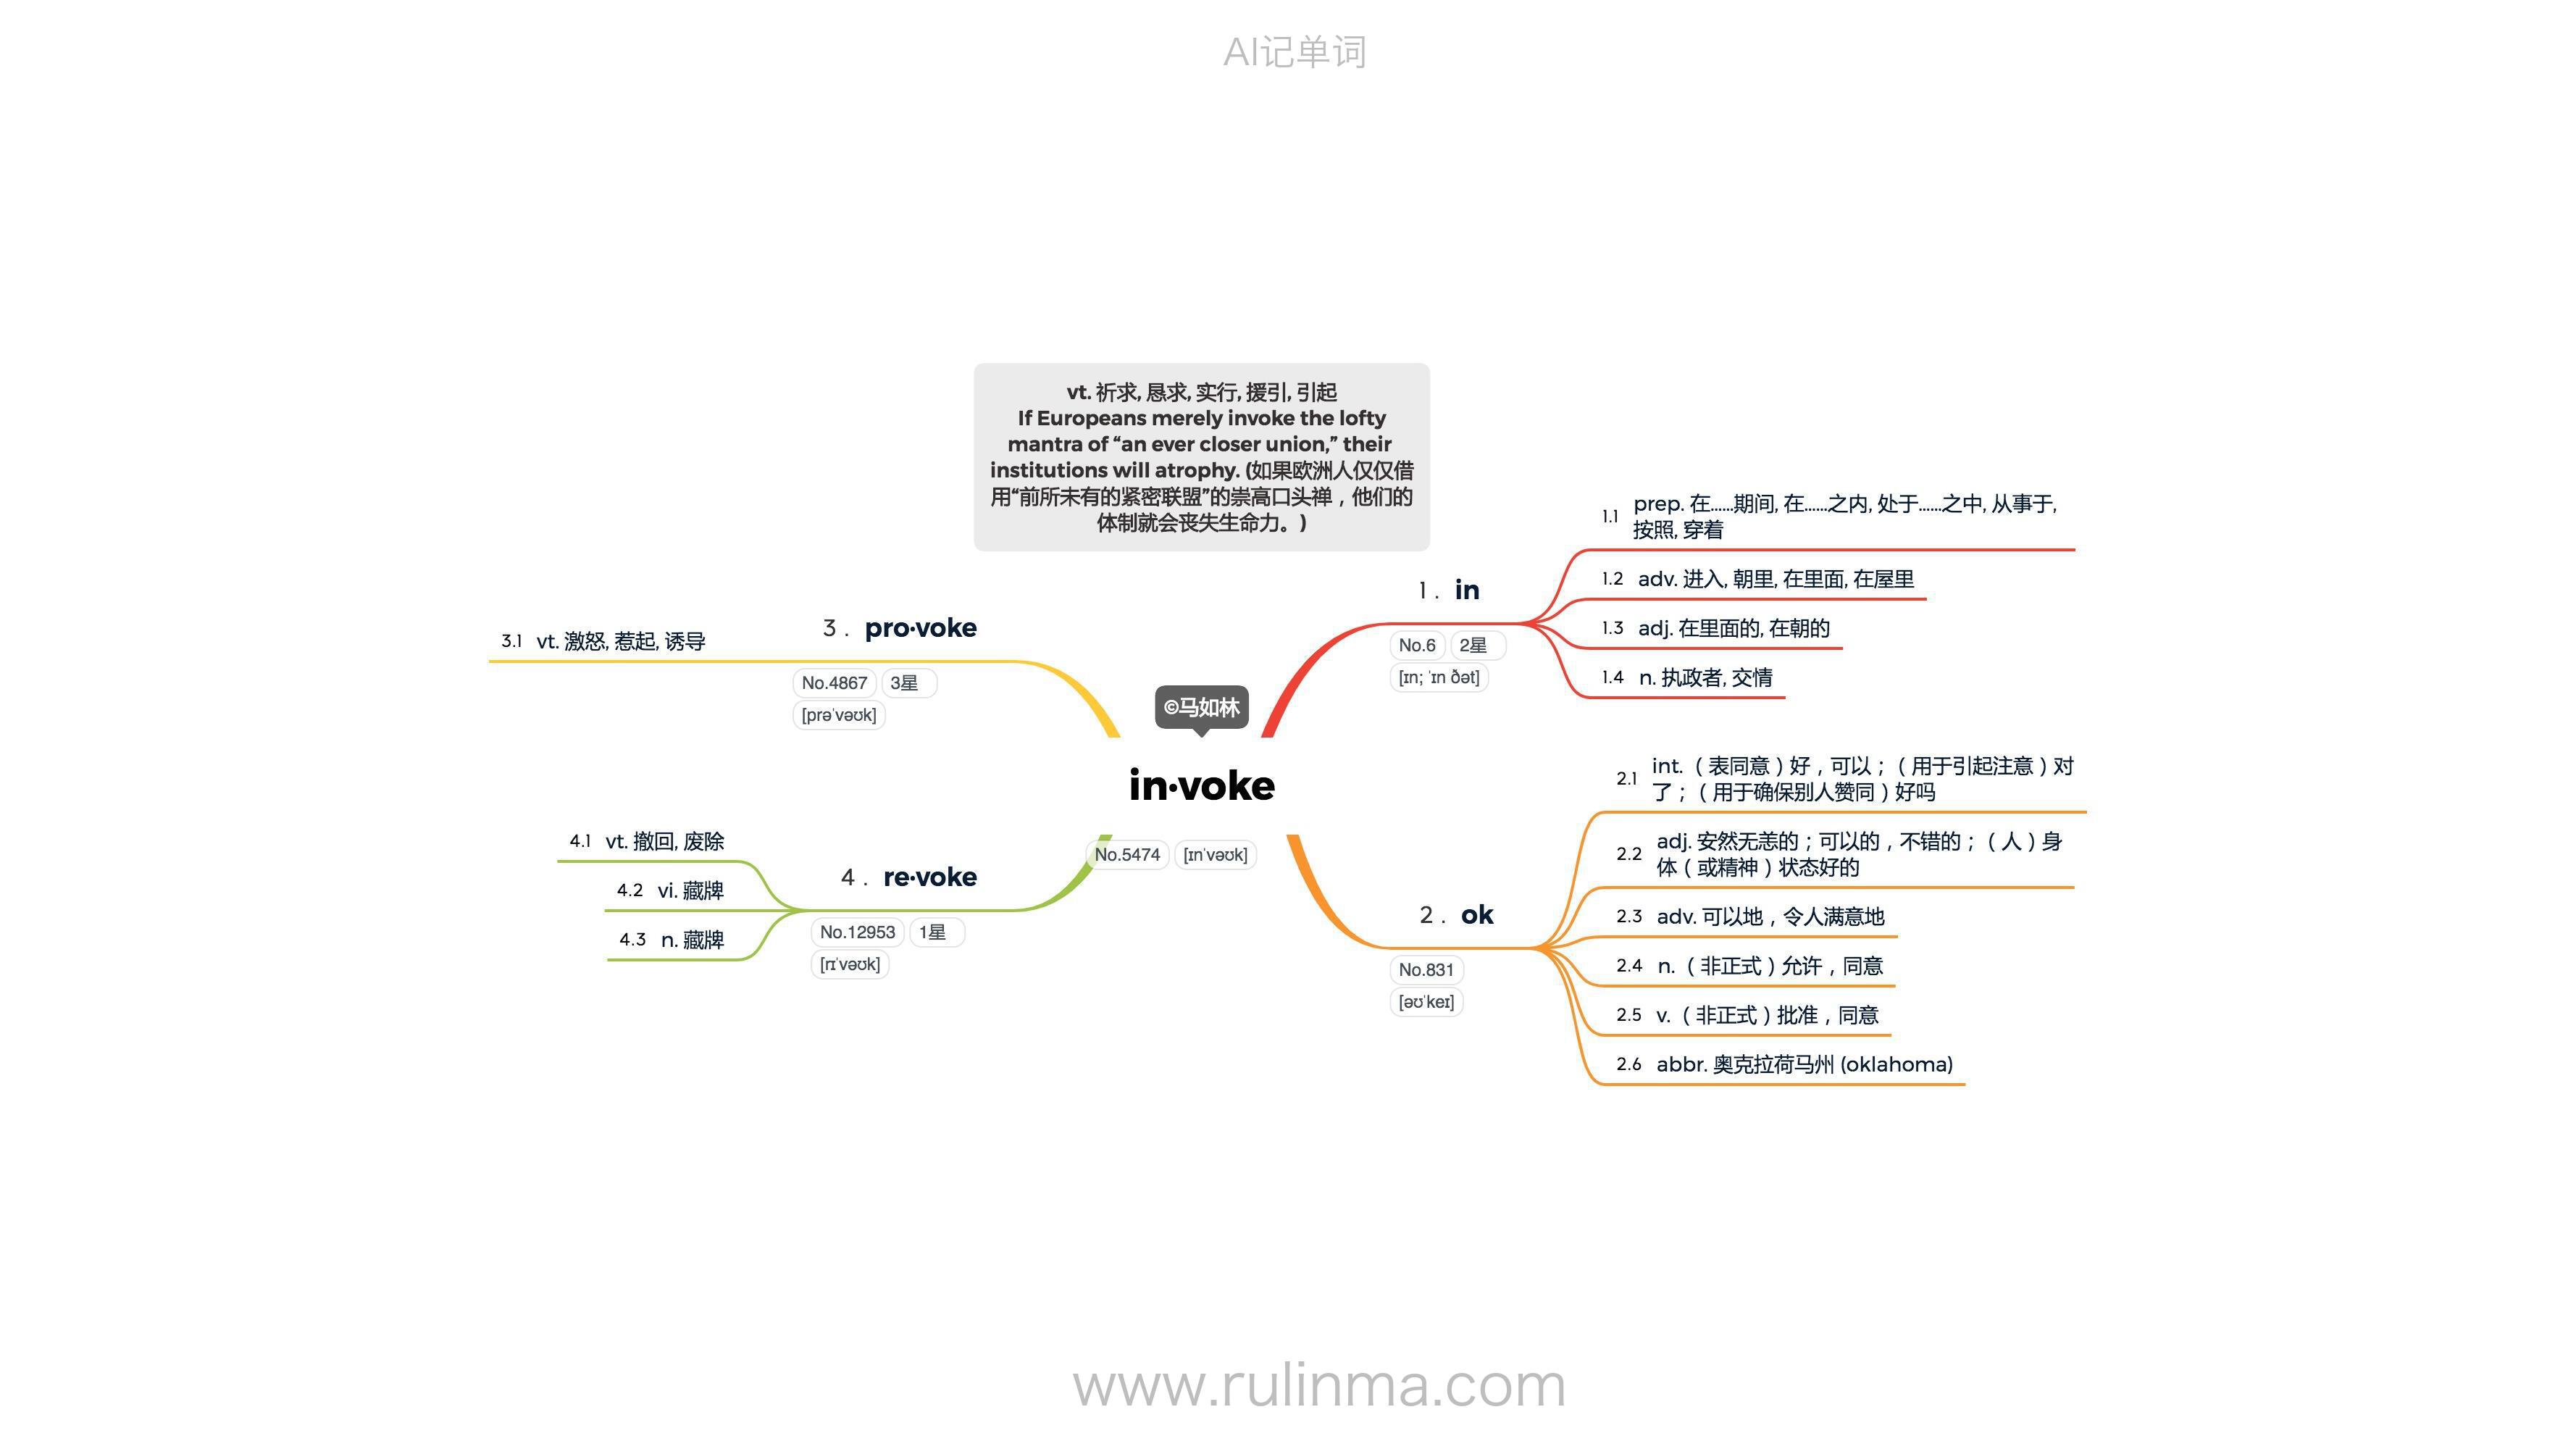 AI记单词
vt. 祈求, 恳求, 实行, 援引, 引起
If Europeans merely invoke the lofty
mantra of “an ever closer union,” their
institutions will atrophy. (如果欧洲人仅仅借
用“前所未有的紧密联盟”的崇高口头禅，他们的
体制就会丧失生命力。)
©马如林
in·voke
No.5474 [ɪnˈvəʊk]
1. in
No.6 2星
[ɪn; ˈɪn ðət]
1.1 prep. 在……期间, 在……之内, 处于……之中, 从事于,
按照, 穿着
1.2 adv. 进入, 朝里, 在里面, 在屋里
1.3 adj. 在里面的, 在朝的
1.4 n. 执政者, 交情
2. ok
No.831
[əʊˈkeɪ]
2.1 int.（表同意）好，可以；（用于引起注意）对
了；（用于确保别人赞同）好吗
2.2 adj. 安然无恙的；可以的，不错的；（人）身
体（或精神）状态好的
2.3 adv. 可以地，令人满意地
2.4 n.（非正式）允许，同意
2.5 v.（非正式）批准，同意
2.6 abbr. 奥克拉荷马州 (oklahoma)
3. pro·voke
No.4867 3星
[prəˈvəʊk]
3.1 vt. 激怒, 惹起, 诱导
4. re·voke
No.12953 1星
[rɪˈvəʊk]
4.1 vt. 撤回, 废除
4.2 vi. 藏牌
4.3 n. 藏牌
www.rulinma.com